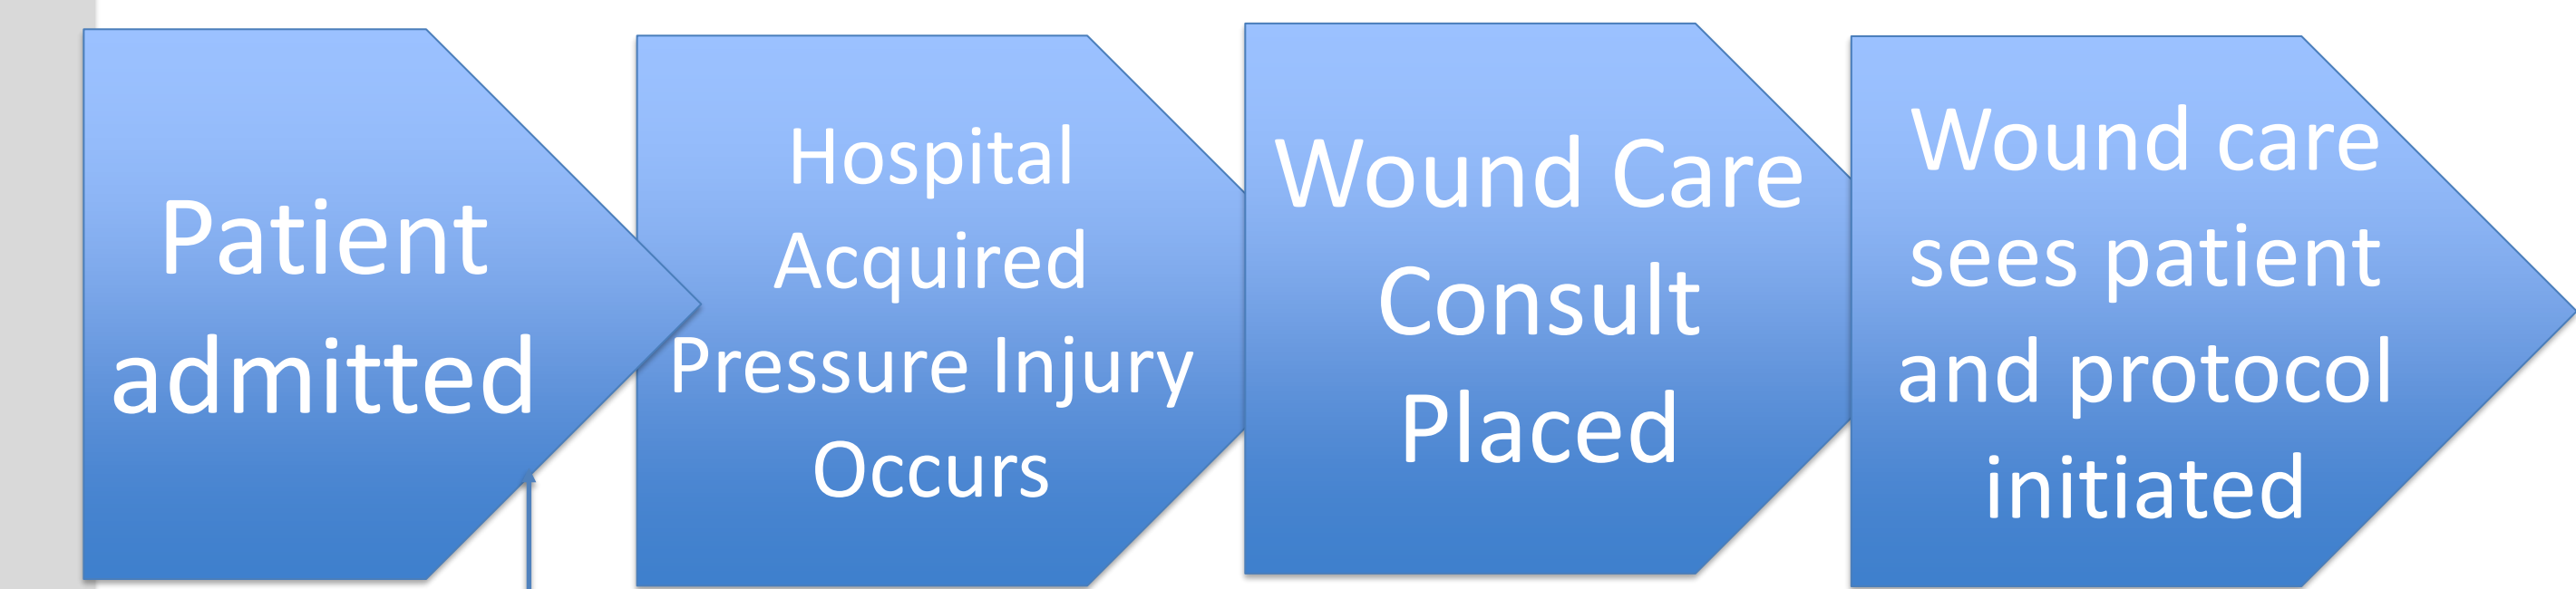 Patient
admitted
Hospital
Acquired
Pressure Injury
Occurs
Wound Care
Consult
Placed
Wound care
sees patient
and protocol
initiated